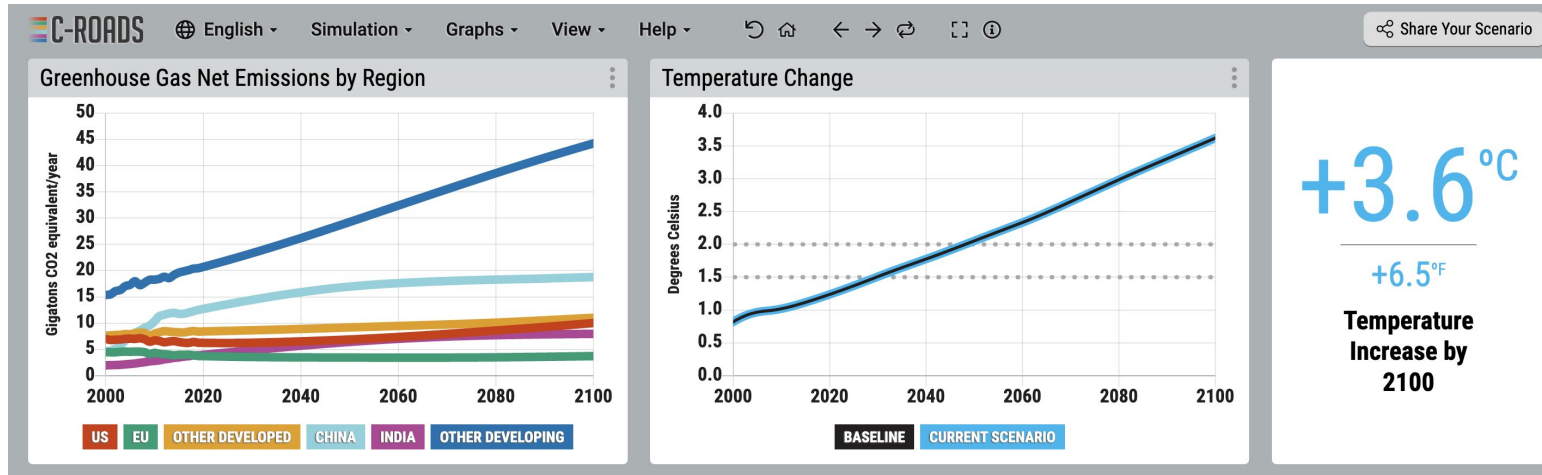 C-ROADS English Simulation Graphs View Help Share Your Scenario
Greenhouse Gas Net Emissions by Region
Gigatons CO2 equivalent/year
50
45
40
35
30
25
20
15
10
5
0
2000 2020 2040 2060 2080 2100
US EU OTHER DEVELOPED CHINA INDIA OTHER DEVELOPING
Temperature Change
Degrees Celsius
4.0
3.5
3.0
2.5
2.0
1.5
1.0
0.5
0.0
2000 2020 2040 2060 2080 2100
BASELINE CURRENT SCENARIO
+3.6°C
+6.5°F
Temperature
Increase by
2100